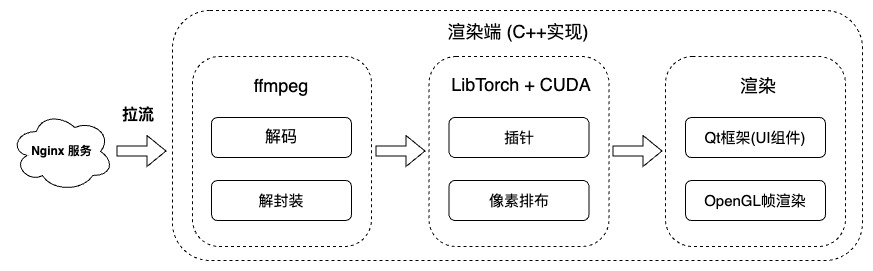 渲染端 (C++实现)
拉流
Nginx 服务
ffmpeg
解码
解封装
LibTorch + CUDA
插针
像素排布
渲染
Qt框架(UI组件)
OpenGL帧渲染